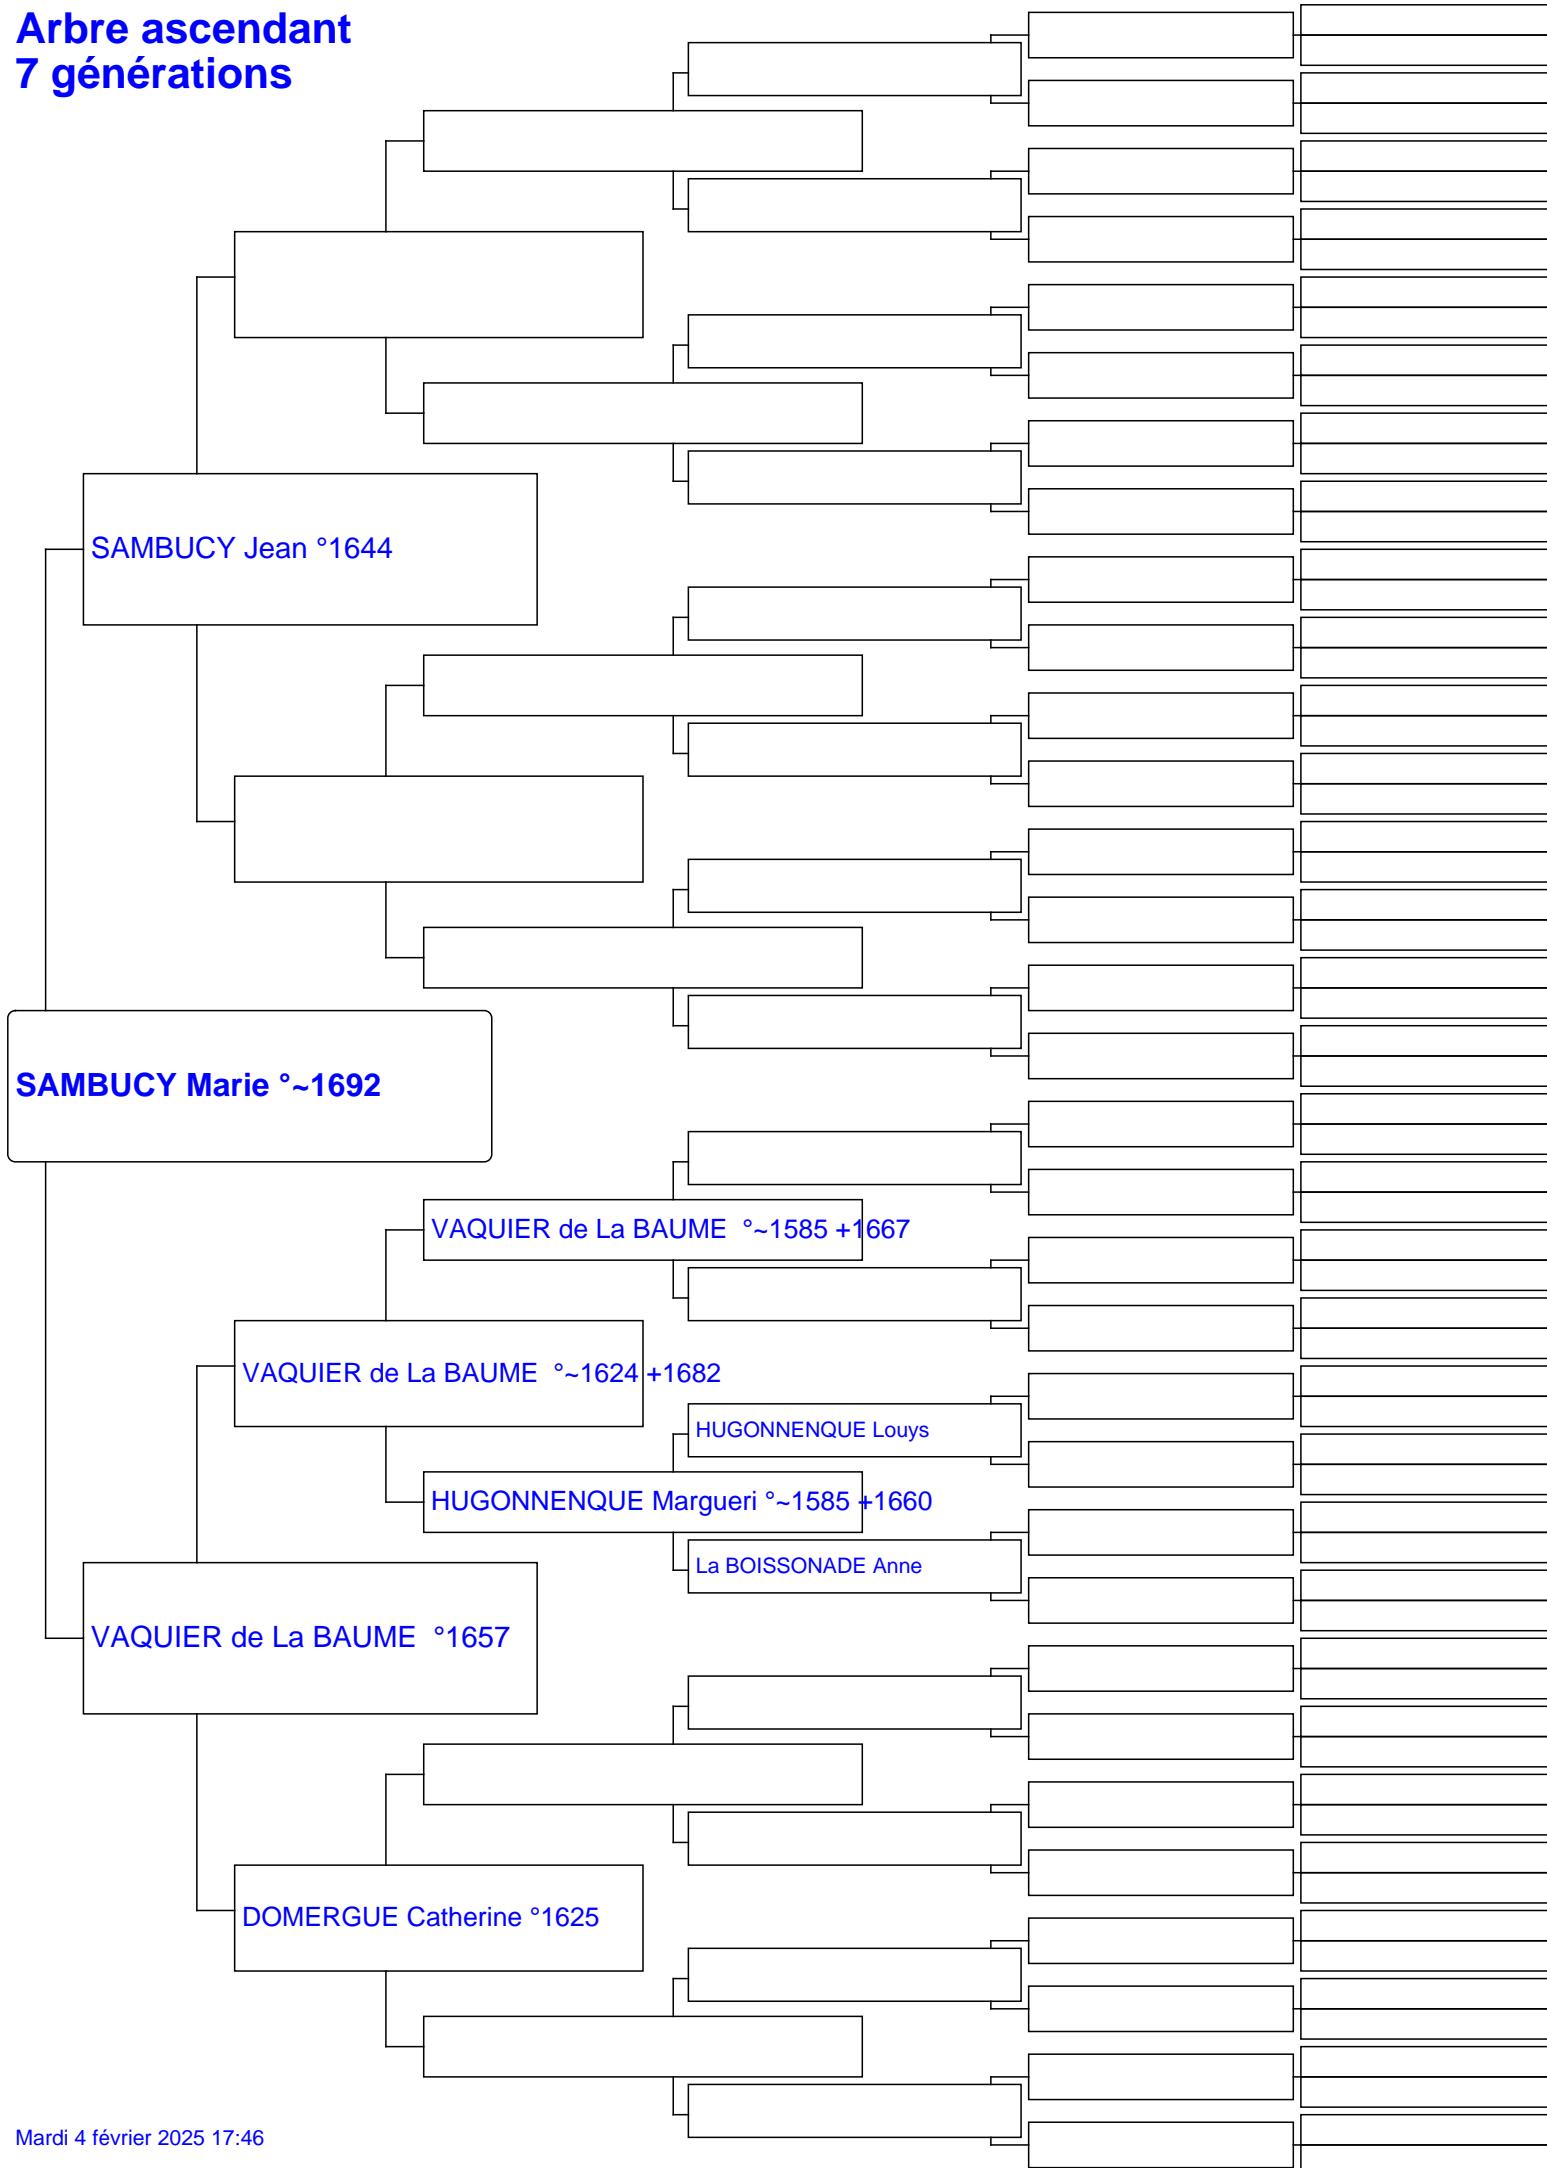 Arbre ascendant
7 générations
SAMBUCY Jean °1644
SAMBUCY Marie °~1692
VAQUIER de La BAUME  °~1585 +1667
VAQUIER de La BAUME  °~1624 +1682
HUGONNENQUE Louys
HUGONNENQUE Margueri °~1585 +1660
La BOISSONADE Anne
VAQUIER de La BAUME  °1657
DOMERGUE Catherine °1625
Mardi 4 février 2025 17:46